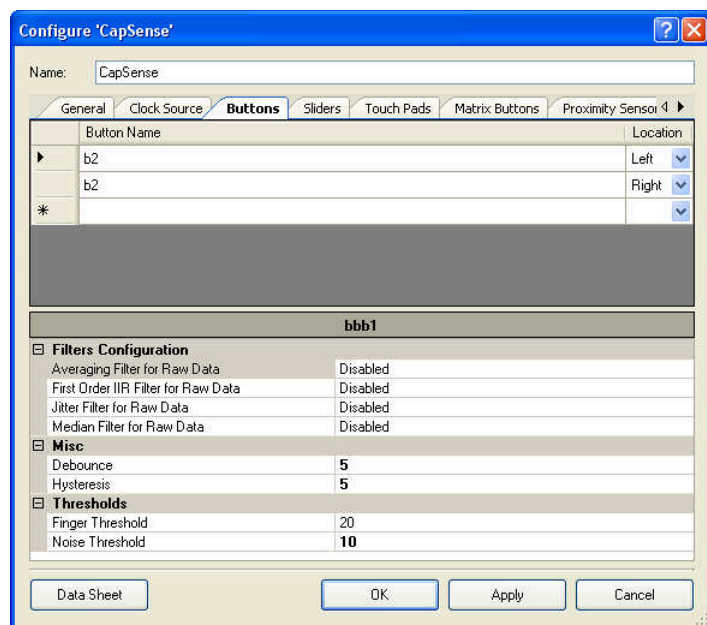 Configure 'CapSense'
Name: CapSense
General Clock Source Buttons Sliders Touch Pads Matrix Buttons Proximity Sensor
Button Name Location
b2 Left
b2 Right
bbb1
Filters Configuration
Averaging Filter for Raw Data Disabled
First Order IIR Filter for Raw Data Disabled
Jitter Filter for Raw Data Disabled
Median Filter for Raw Data Disabled
Misc
Debounce 5
Hysteresis 5
Thresholds
Finger Threshold 20
Noise Threshold 10
Data Sheet OK Apply Cancel